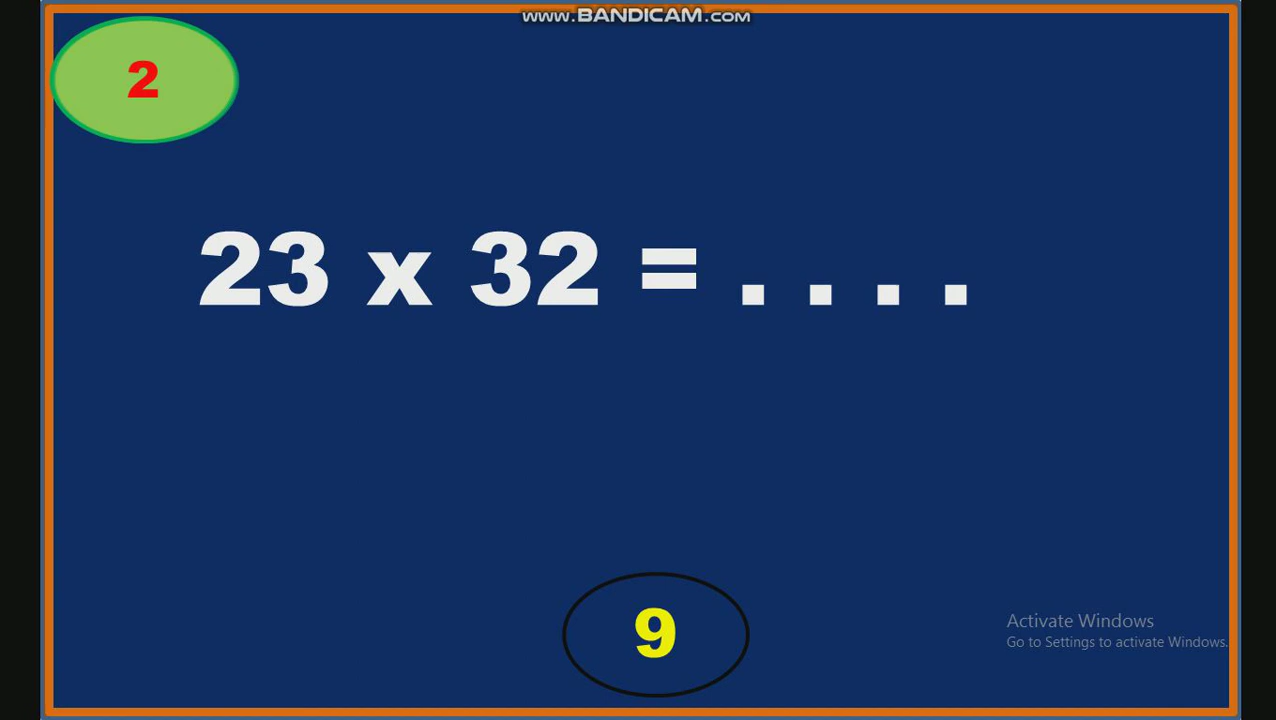 www.BANDICAM.com
2
23 x 32 = . . . .
9
Activate Windows
Go to Settings to activate Windows.